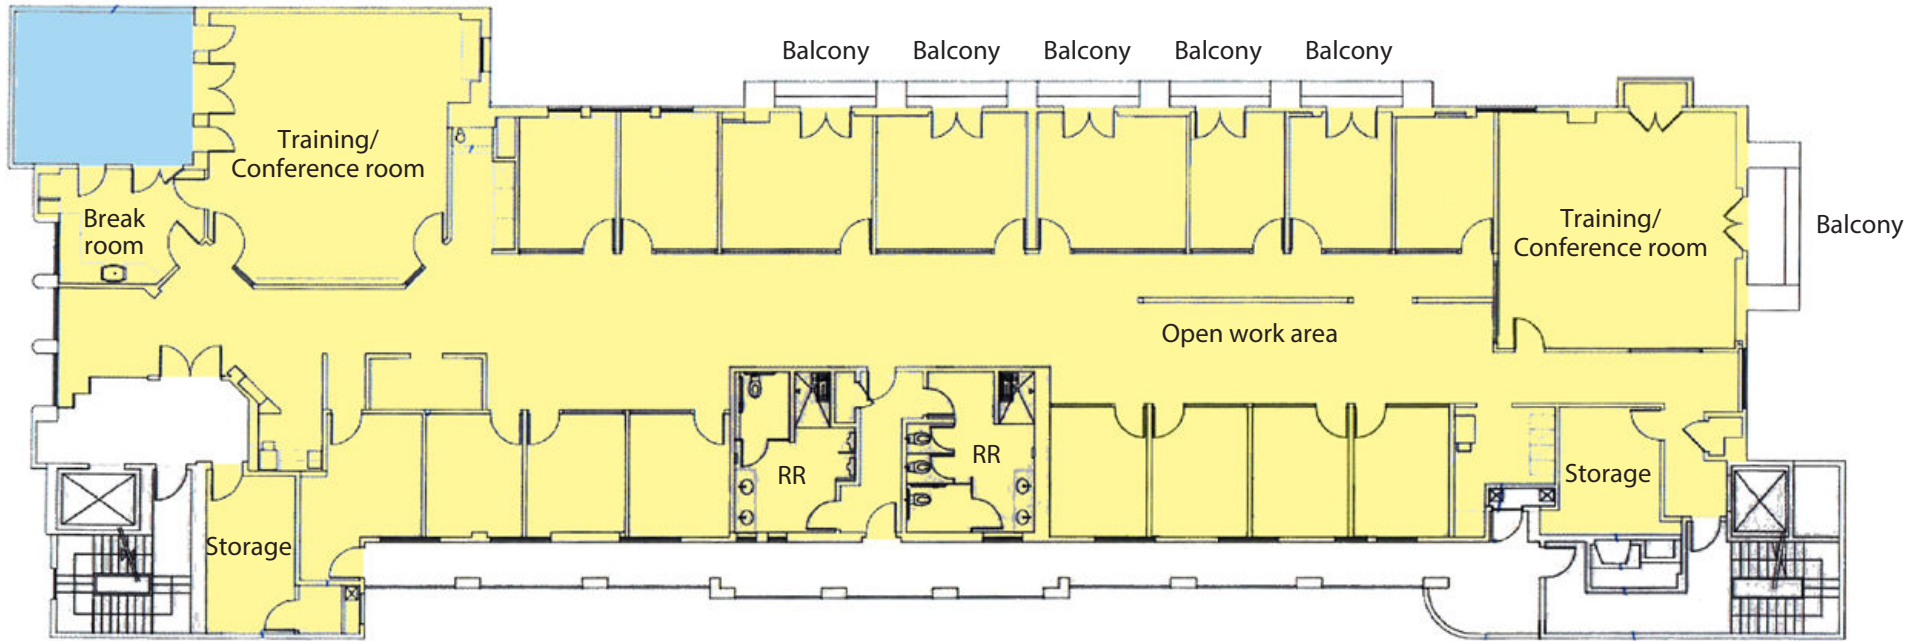 Balcony
Balcony
Balcony
Balcony
Balcony
Training/
Conference room
Break
room
Training/
Conference room
Balcony
Open work area
RR
RR
Storage
Storage